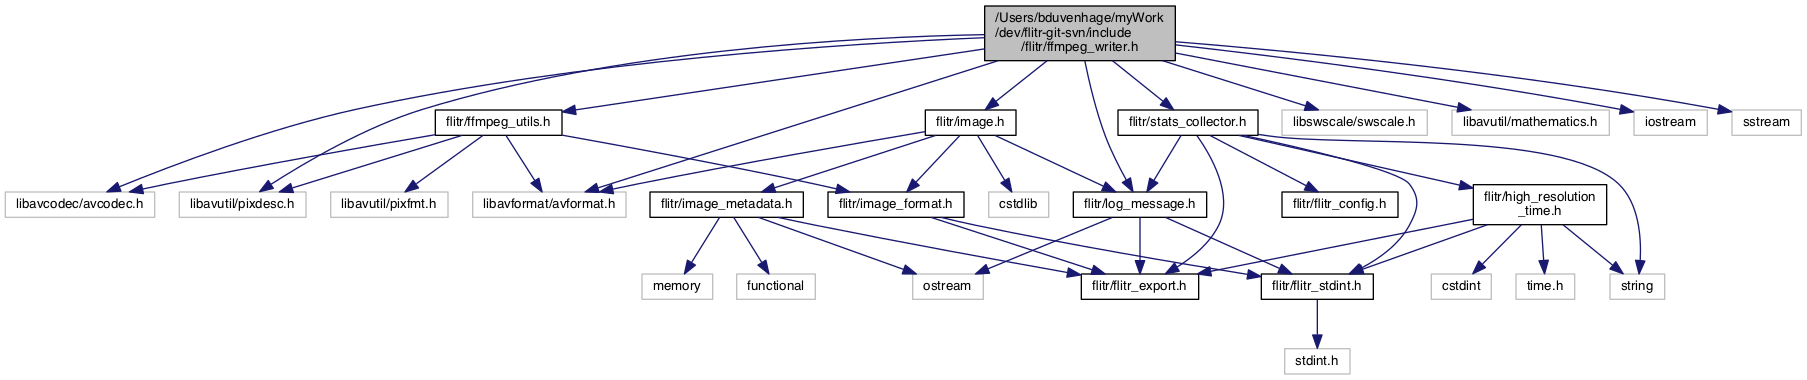 /Users/bduvenhage/myWork
/dev/flitr-git-svn/include
/flitr/ffmpeg_writer.h
flitr/ffmpeg_utils.h
flitr/image.h
flitr/stats_collector.h
libswscale/swscale.h
libavutil/mathematics.h
iostream
sstream
libavcodec/avcodec.h
libavutil/pixdesc.h
libavutil/pixfmt.h
libavformat/avformat.h
flitr/image_metadata.h
flitr/image_format.h
cstdlib
flitr/log_message.h
flitr/flitr_config.h
flitr/high_resolution
_time.h
memory
functional
ostream
flitr/flitr_export.h
flitr/flitr_stdint.h
cstdint
time.h
string
stdint.h